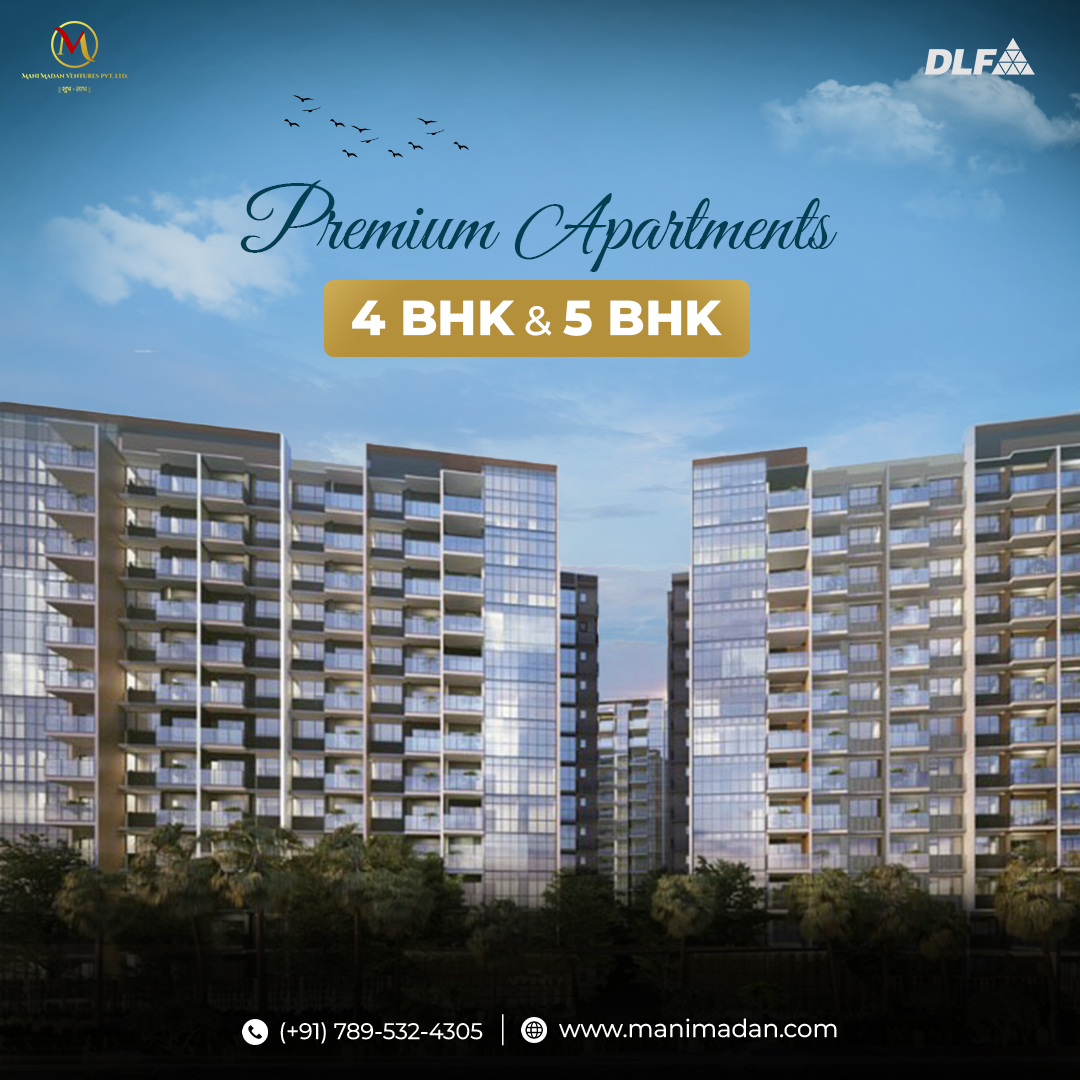 M
MANI MADAN VENTURES PVT. LTD.
|| शुभ - लाभ ||
DLF
Premium Apartments
4 BHK & 5 BHK
(+91) 789-532-4305 | www.manimadan.com